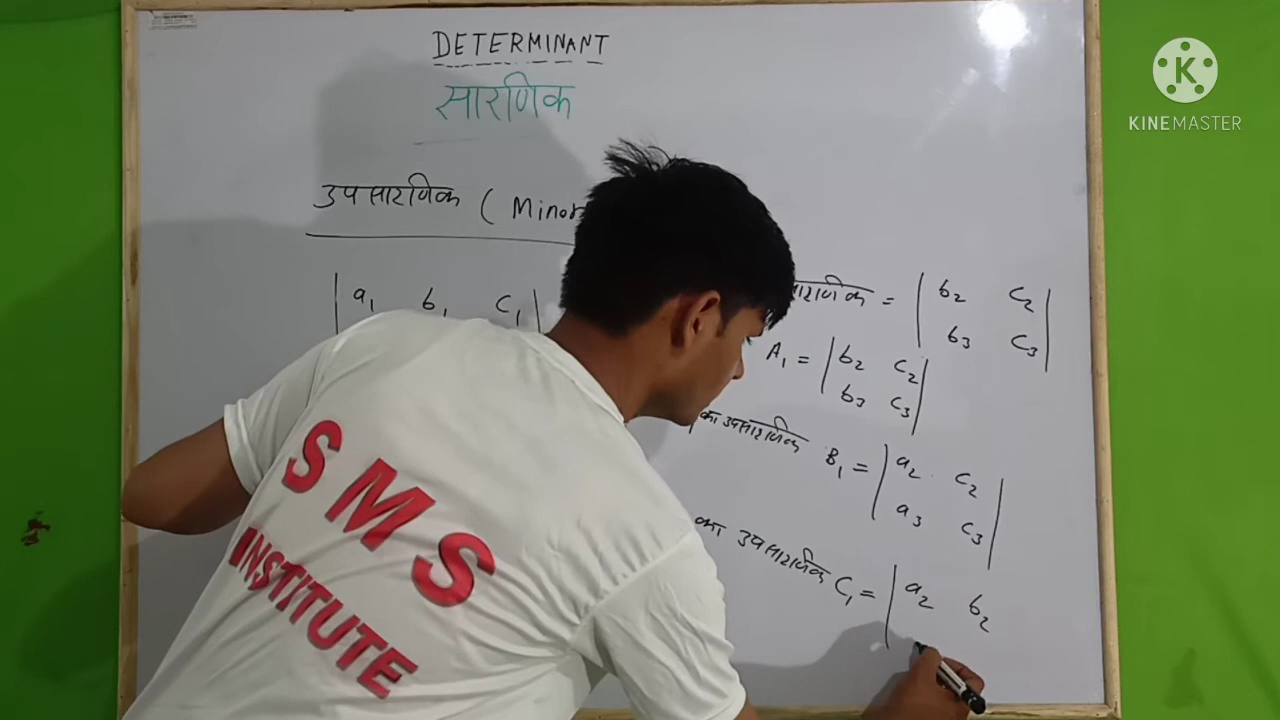 DETERMINANT
सारणिक
KINEMASTER
उपसारणिक ( Minor
| a₁ b₁ c₁ |
= | b₂ c₂ |
| b₃ c₃ |
A₁ = | b₂ c₂ |
| b₃ c₃ |
का उपसारणिक B₁ = | a₂ c₂ |
| a₃ c₃ |
का उपसारणिक C₁ = | a₂ b₂
SMS
INSTITUTE